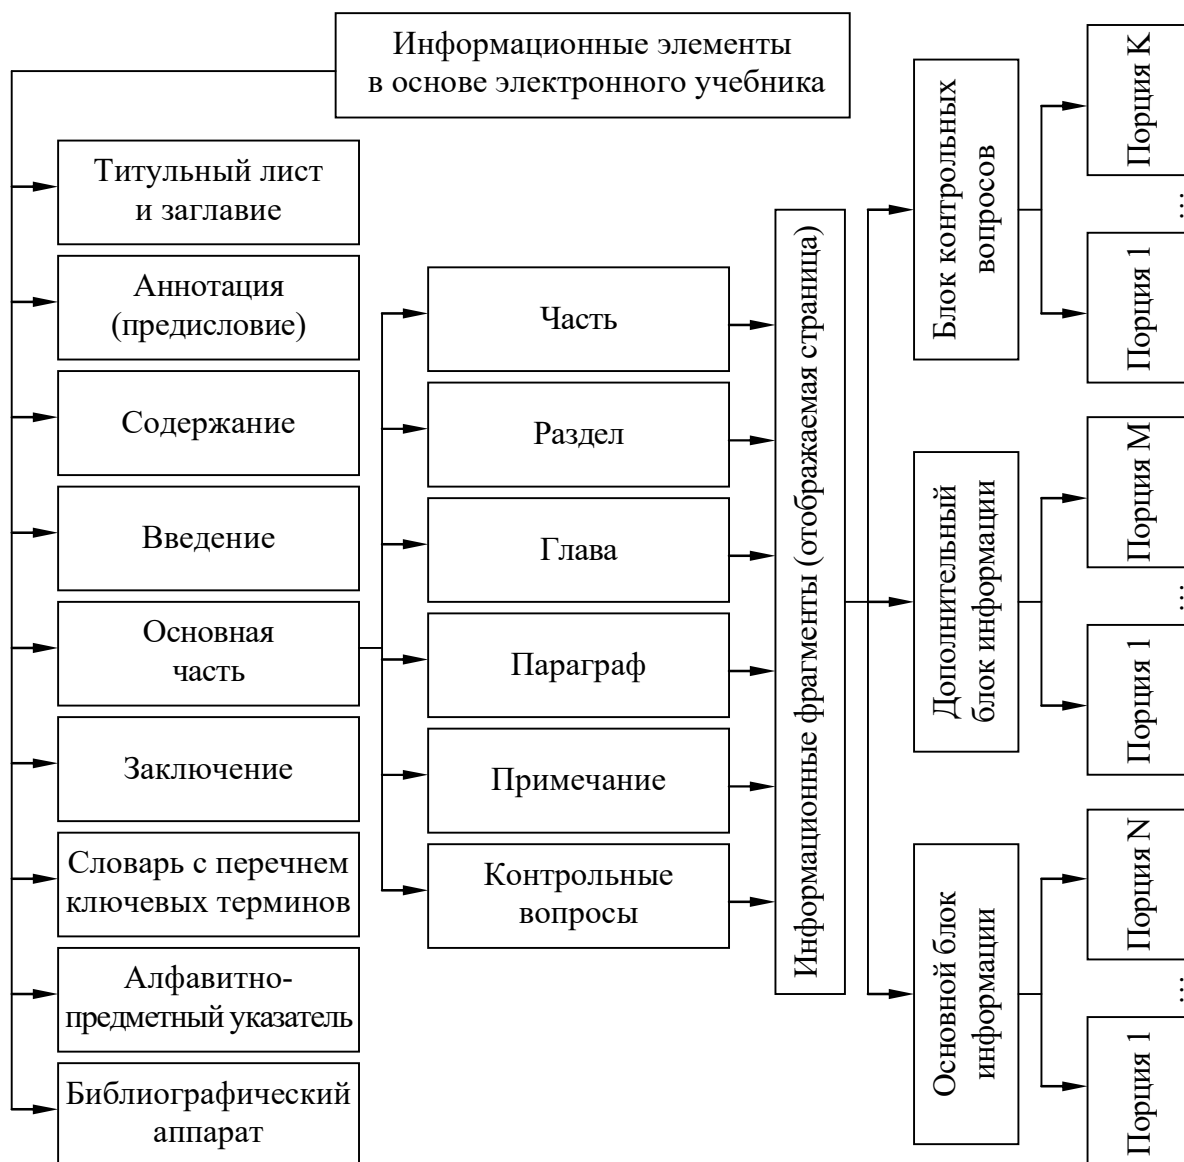 Информационные элементы
в основе электронного учебника
Титульный лист
и заглавие
Аннотация
(предисловие)
Содержание
Введение
Основная
часть
Заключение
Словарь с перечнем
ключевых терминов
Алфавитно-
предметный указатель
Библиографический
аппарат
Часть
Раздел
Глава
Параграф
Примечание
Контрольные
вопросы
Информационные фрагменты (отображаемая страница)
Блок контрольных
вопросов
Порция K
...
Порция 1
Дополнительный
блок информации
Порция M
...
Порция 1
Основной блок
информации
Порция N
...
Порция 1